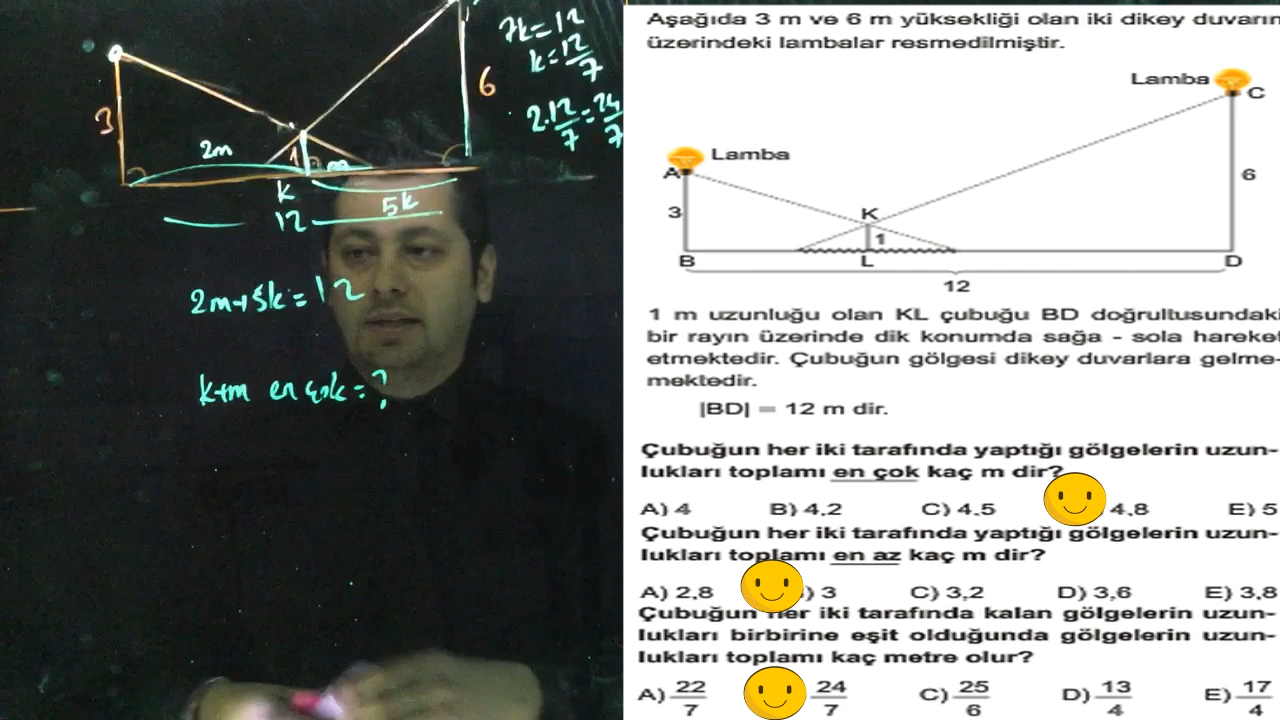 7k=12
k=12/7
2.12/7=24/7
3
2m
1
m
6
k
5k
12
2m+5k=12
k+m en çok=?
Aşağıda 3 m ve 6 m yüksekliği olan iki dikey duvarın
üzerindeki lambalar resmedilmiştir.
Lamba
C
Lamba
A
6
3
K
1
B
L
D
12
1 m uzunluğu olan KL çubuğu BD doğrultusundaki
bir rayın üzerinde dik konumda sağa - sola hareket
etmektedir. Çubuğun gölgesi dikey duvarlara gelme-
mektedir.
|BD| = 12 m dir.
Çubuğun her iki tarafında yaptığı gölgelerin uzun-
lukları toplamı en çok kaç m dir?
A) 4 B) 4,2 C) 4,5 4,8 E) 5
Çubuğun her iki tarafında yaptığı gölgelerin uzun-
lukları toplamı en az kaç m dir?
A) 2,8 ) 3 C) 3,2 D) 3,6 E) 3,8
Çubuğun her iki tarafında kalan gölgelerin uzun-
lukları birbirine eşit olduğunda gölgelerin uzun-
lukları toplamı kaç metre olur?
A) 22/7 24/7 C) 25/6 D) 13/4 E) 17/4